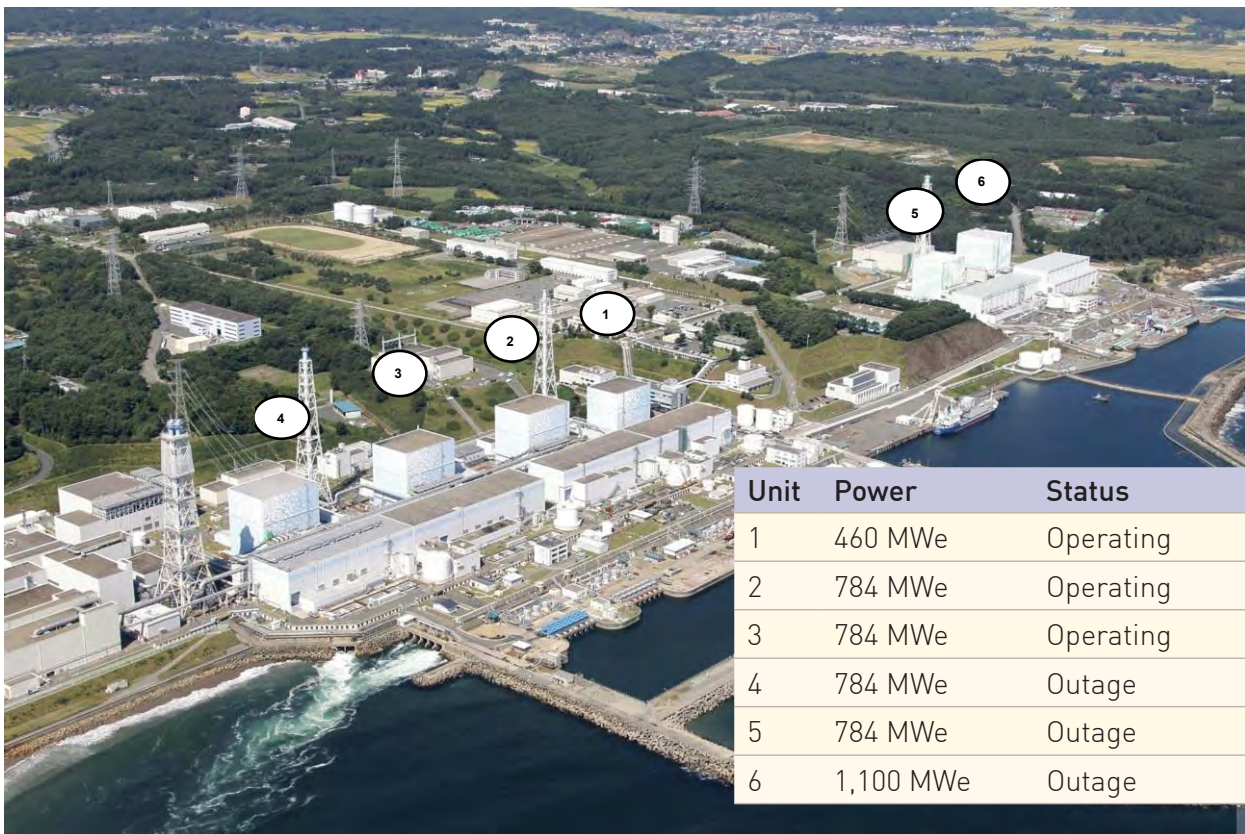 6
5
1
2
3
4
Unit Power Status
1 460 MWe Operating
2 784 MWe Operating
3 784 MWe Operating
4 784 MWe Outage
5 784 MWe Outage
6 1,100 MWe Outage